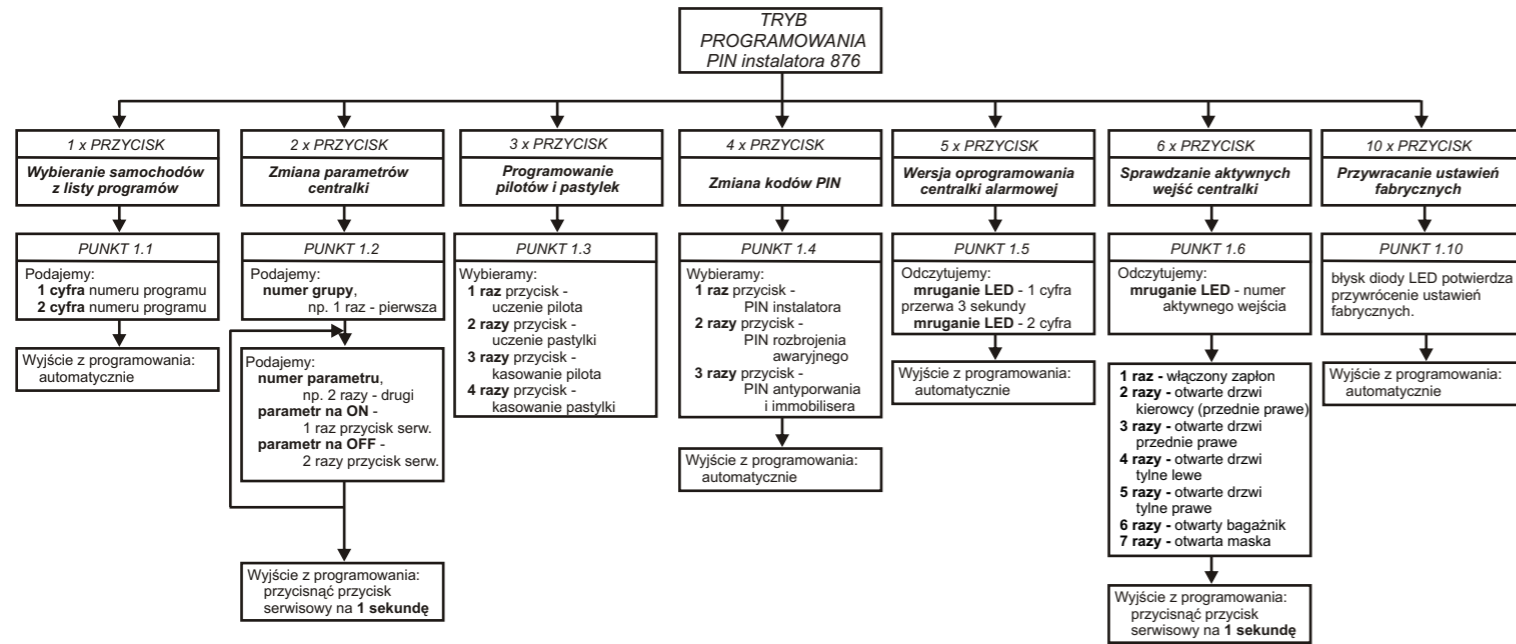 TRYB
PROGRAMOWANIA
PIN instalatora 876
1 x PRZYCISK
Wybieranie samochodów
z listy programów
PUNKT 1.1
Podajemy:
1 cyfra numeru programu
2 cyfra numeru programu
Wyjście z programowania:
automatycznie
2 x PRZYCISK
Zmiana parametrów
centralki
PUNKT 1.2
Podajemy:
numer grupy,
np. 1 raz - pierwsza
Podajemy:
numer parametru,
np. 2 razy - drugi
parametr na ON -
1 raz przycisk serw.
parametr na OFF -
2 razy przycisk serw.
Wyjście z programowania:
przycisnąć przycisk
serwisowy na 1 sekundę
3 x PRZYCISK
Programowanie
pilotów i pastylek
PUNKT 1.3
Wybieramy:
1 raz przycisk -
uczenie pilota
2 razy przycisk -
uczenie pastylki
3 razy przycisk -
kasowanie pilota
4 razy przycisk -
kasowanie pastylki
4 x PRZYCISK
Zmiana kodów PIN
PUNKT 1.4
Wybieramy:
1 raz przycisk -
PIN instalatora
2 razy przycisk -
PIN rozbrojenia
awaryjnego
3 razy przycisk -
PIN antyporwania
i immobilisera
Wyjście z programowania:
automatycznie
5 x PRZYCISK
Wersja oprogramowania
centralki alarmowej
PUNKT 1.5
Odczytujemy:
mruganie LED - 1 cyfra
przerwa 3 sekundy
mruganie LED - 2 cyfra
Wyjście z programowania:
automatycznie
6 x PRZYCISK
Sprawdzanie aktywnych
wejść centralki
PUNKT 1.6
Odczytujemy:
mruganie LED - numer
aktywnego wejścia
1 raz - włączony zapłon
2 razy - otwarte drzwi
kierowcy (przednie prawe)
3 razy - otwarte drzwi
przednie prawe
4 razy - otwarte drzwi
tylne lewe
5 razy - otwarte drzwi
tylne prawe
6 razy - otwarty bagażnik
7 razy - otwarta maska
Wyjście z programowania:
przycisnąć przycisk
serwisowy na 1 sekundę
10 x PRZYCISK
Przywracanie ustawień
fabrycznych
PUNKT 1.10
błysk diody LED potwierdza
przywrócenie ustawień
fabrycznych.
Wyjście z programowania:
automatycznie